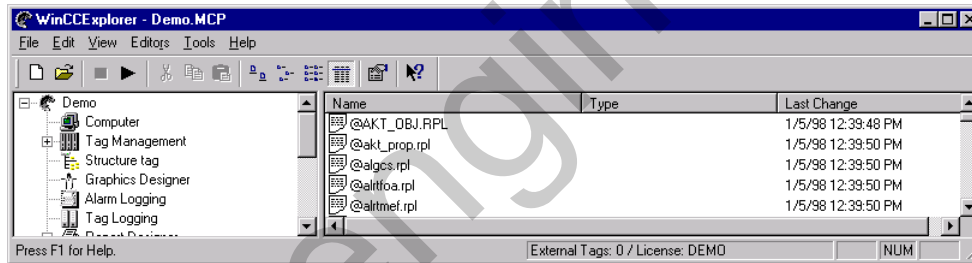 WinCCExplorer - Demo.MCP
File Edit View Editors Tools Help
Demo
Computer
Tag Management
Structure tag
Graphics Designer
Alarm Logging
Tag Logging
Report Designer
Name Type Last Change
@AKT_OBJ.RPL 1/5/98 12:39:48 PM
@akt_prop.rpl 1/5/98 12:39:50 PM
@algcs.rpl 1/5/98 12:39:50 PM
@alrtfoa.rpl 1/5/98 12:39:50 PM
@alrtmef.rpl 1/5/98 12:39:50 PM
Press F1 for Help. External Tags: 0 / License: DEMO NUM
engin